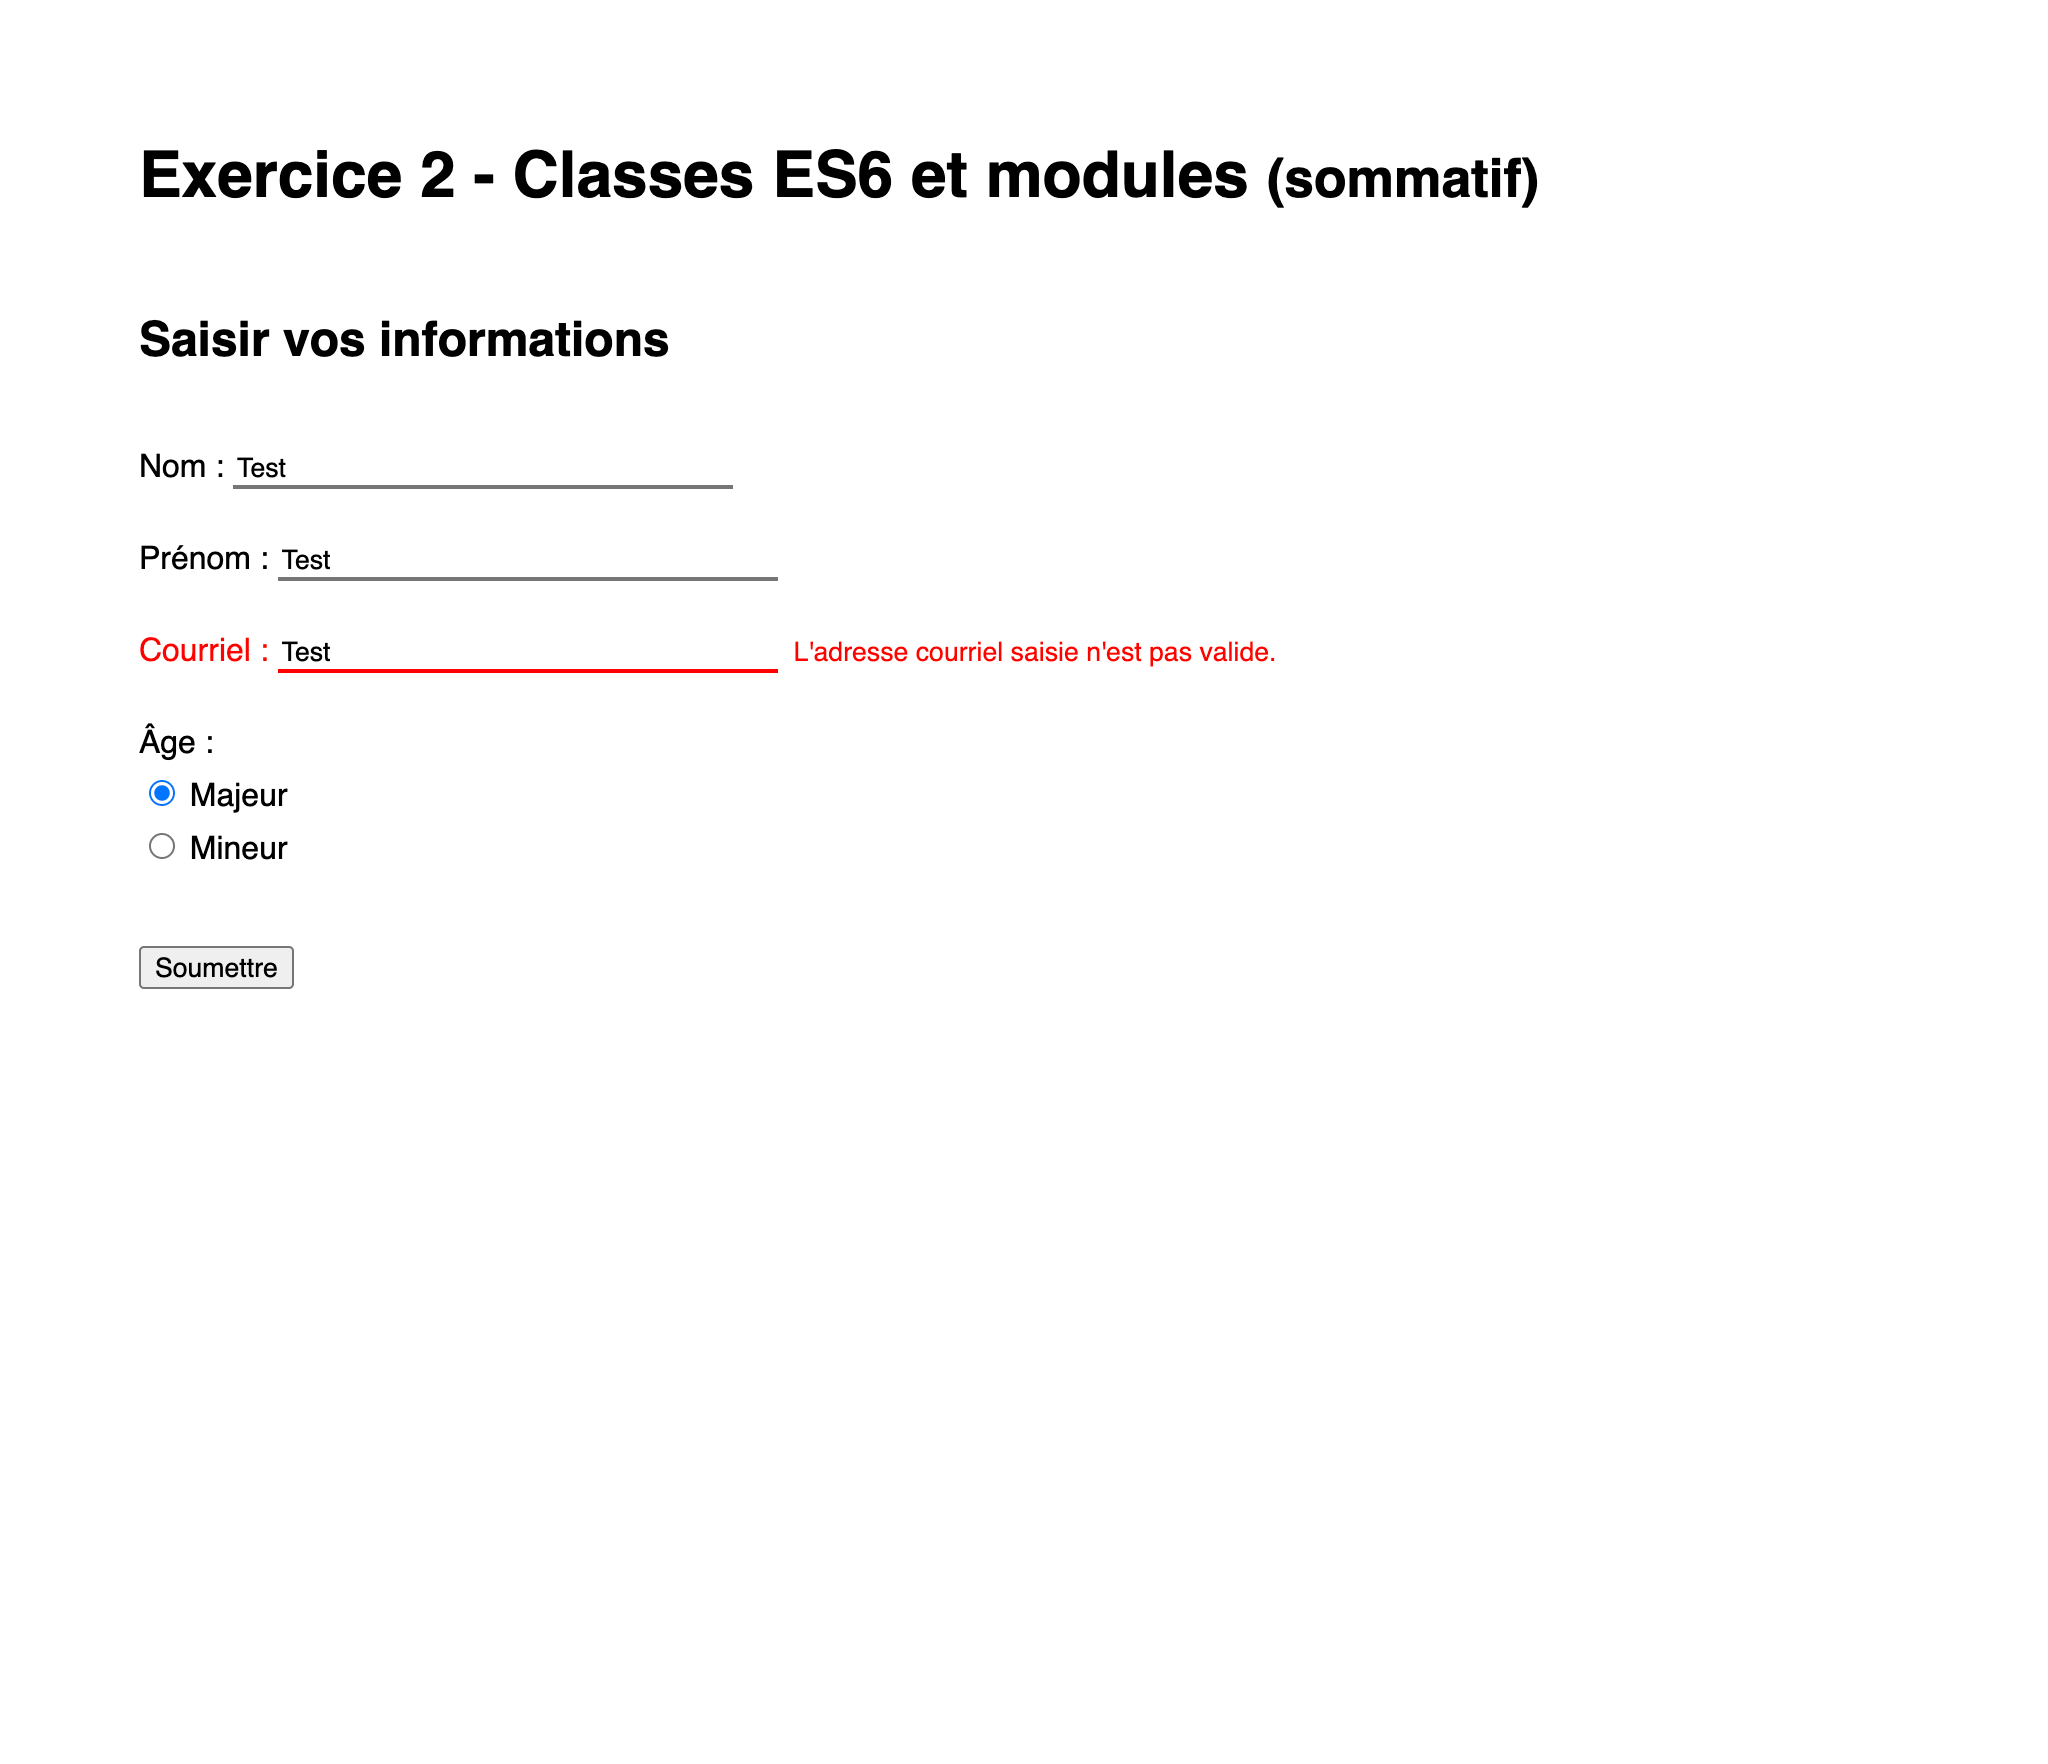 Exercice 2 - Classes ES6 et modules (sommatif)
Saisir vos informations
Nom : Test
Prénom : Test
Courriel : Test L'adresse courriel saisie n'est pas valide.
Âge :
Majeur
Mineur
Soumettre